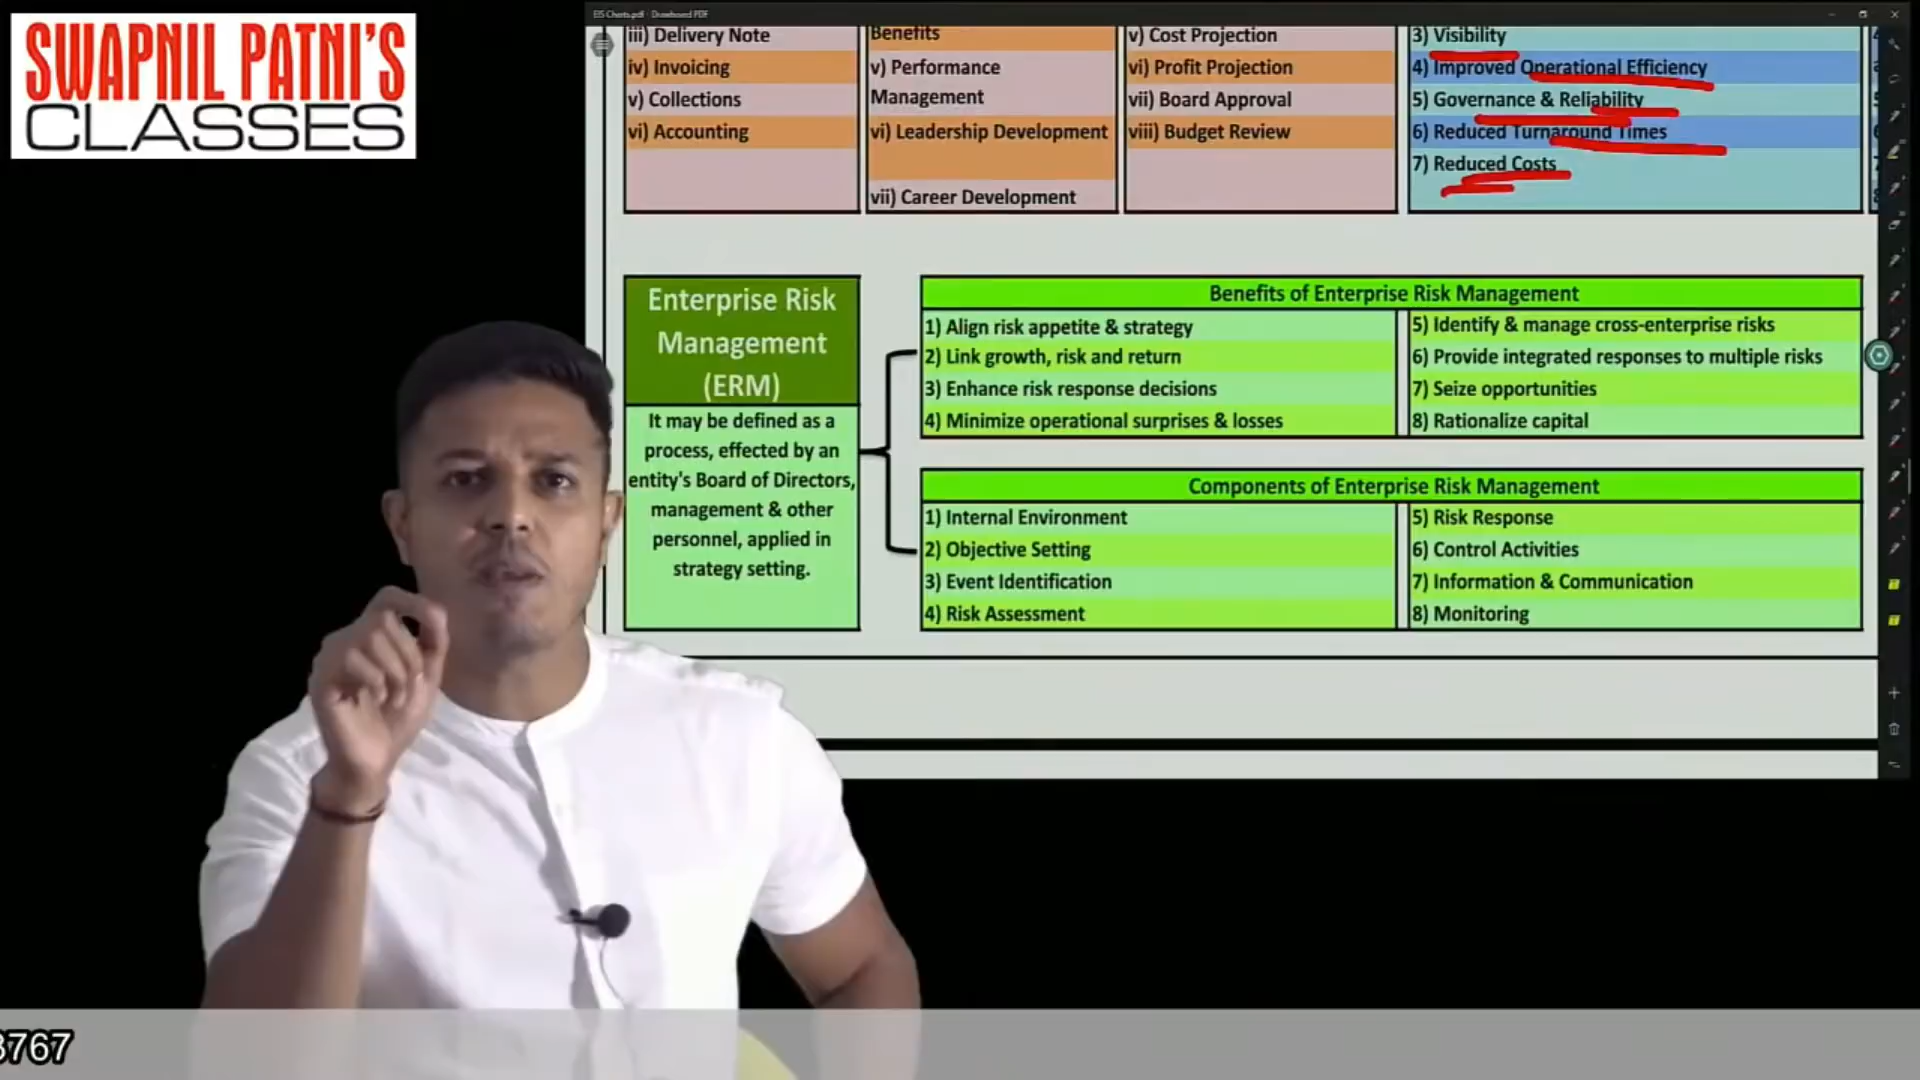 SWAPNIL PATNI'S
CLASSES
EIS Charts.pdf - Drawboard PDF
iii) Delivery Note
iv) Invoicing
v) Collections
vi) Accounting
Benefits
v) Performance
Management
vi) Leadership Development
vii) Career Development
v) Cost Projection
vi) Profit Projection
vii) Board Approval
viii) Budget Review
3) Visibility
4) Improved Operational Efficiency
5) Governance & Reliability
6) Reduced Turnaround Times
7) Reduced Costs
Enterprise Risk
Management
(ERM)
It may be defined as a
process, effected by an
entity's Board of Directors,
management & other
personnel, applied in
strategy setting.
Benefits of Enterprise Risk Management
1) Align risk appetite & strategy
2) Link growth, risk and return
3) Enhance risk response decisions
4) Minimize operational surprises & losses
5) Identify & manage cross-enterprise risks
6) Provide integrated responses to multiple risks
7) Seize opportunities
8) Rationalize capital
Components of Enterprise Risk Management
1) Internal Environment
2) Objective Setting
3) Event Identification
4) Risk Assessment
5) Risk Response
6) Control Activities
7) Information & Communication
8) Monitoring
3767